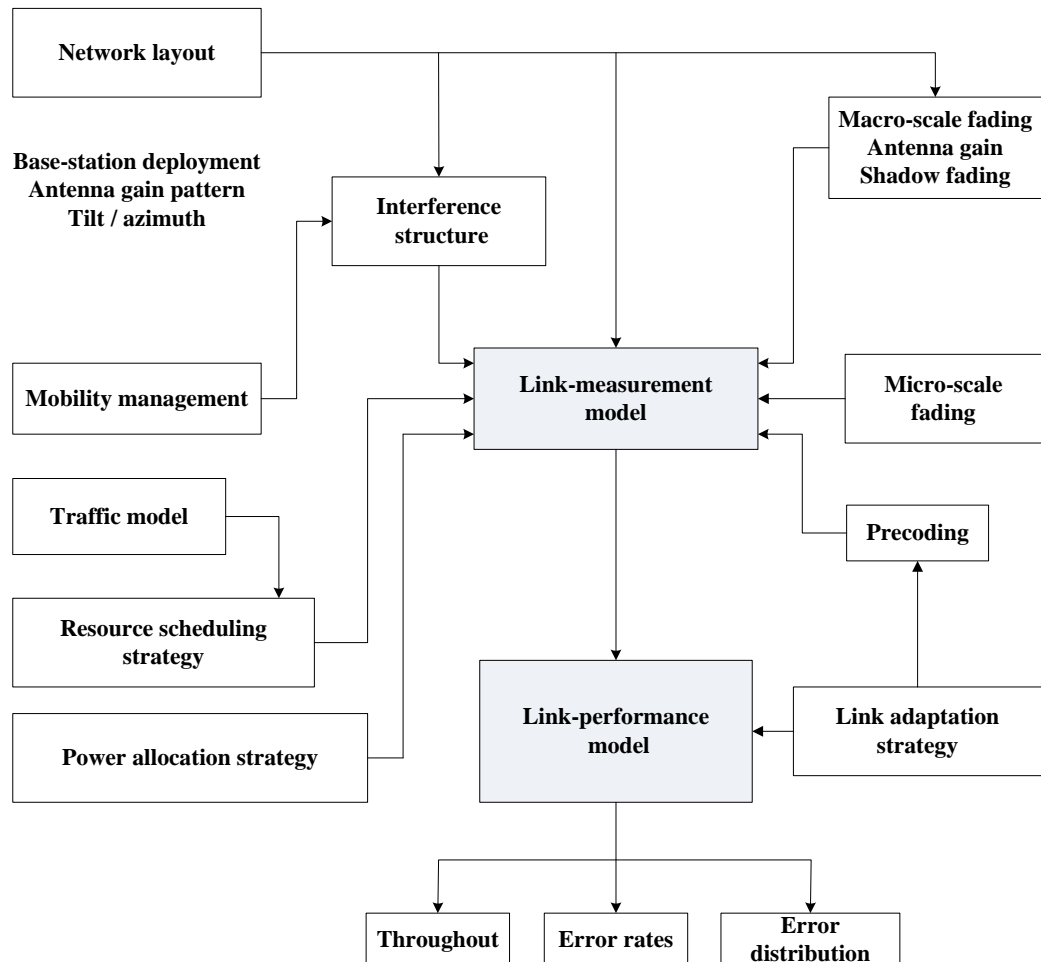 Network layout
Macro-scale fading
Antenna gain
Shadow fading
Base-station deployment
Antenna gain pattern
Tilt / azimuth
Interference
structure
Mobility management
Link-measurement
model
Micro-scale
fading
Traffic model
Precoding
Resource scheduling
strategy
Link-performance
model
Link adaptation
strategy
Power allocation strategy
Throughout
Error rates
Error
distribution